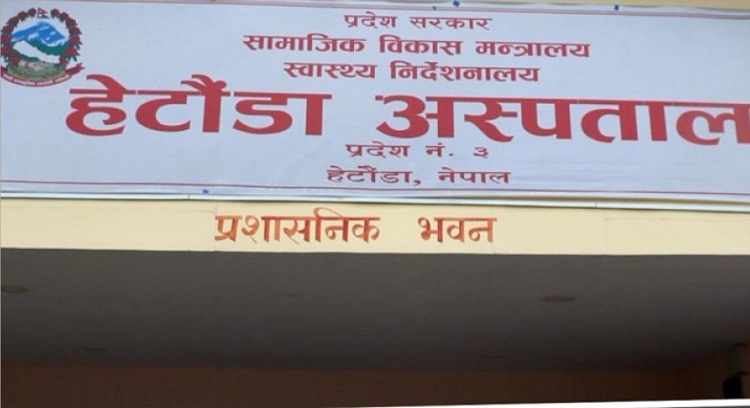 प्रदेश सरकार
सामाजिक विकास मन्त्रालय
स्वास्थ्य निर्देशनालय
हेटौंडा अस्पताल
प्रदेश नं. ३
हेटौंडा, नेपाल
प्रशासनिक भवन